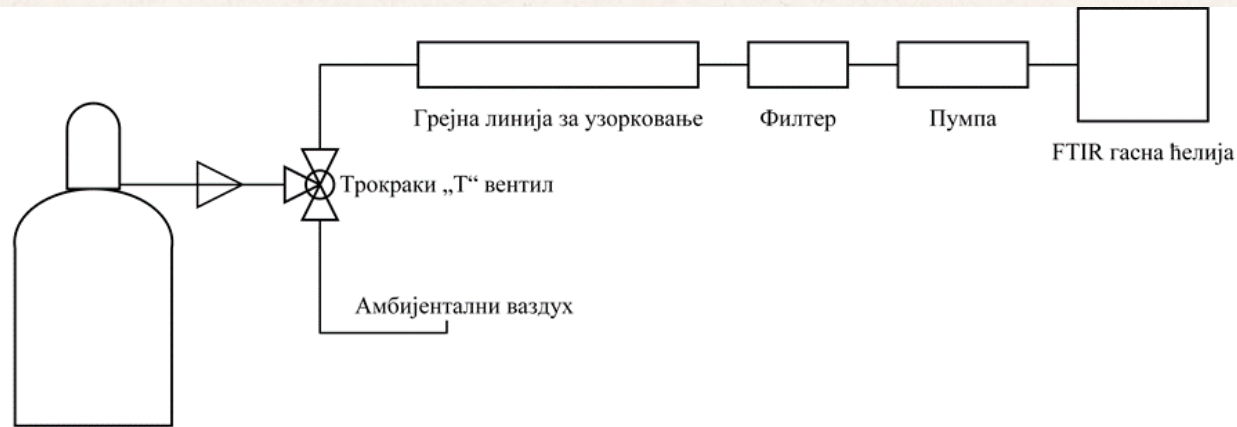 Грејна линија за узорковање
Филтер
Пумпа
FTIR гасна ћелија
Трокраки „Т“ вентил
Амбијентални ваздух